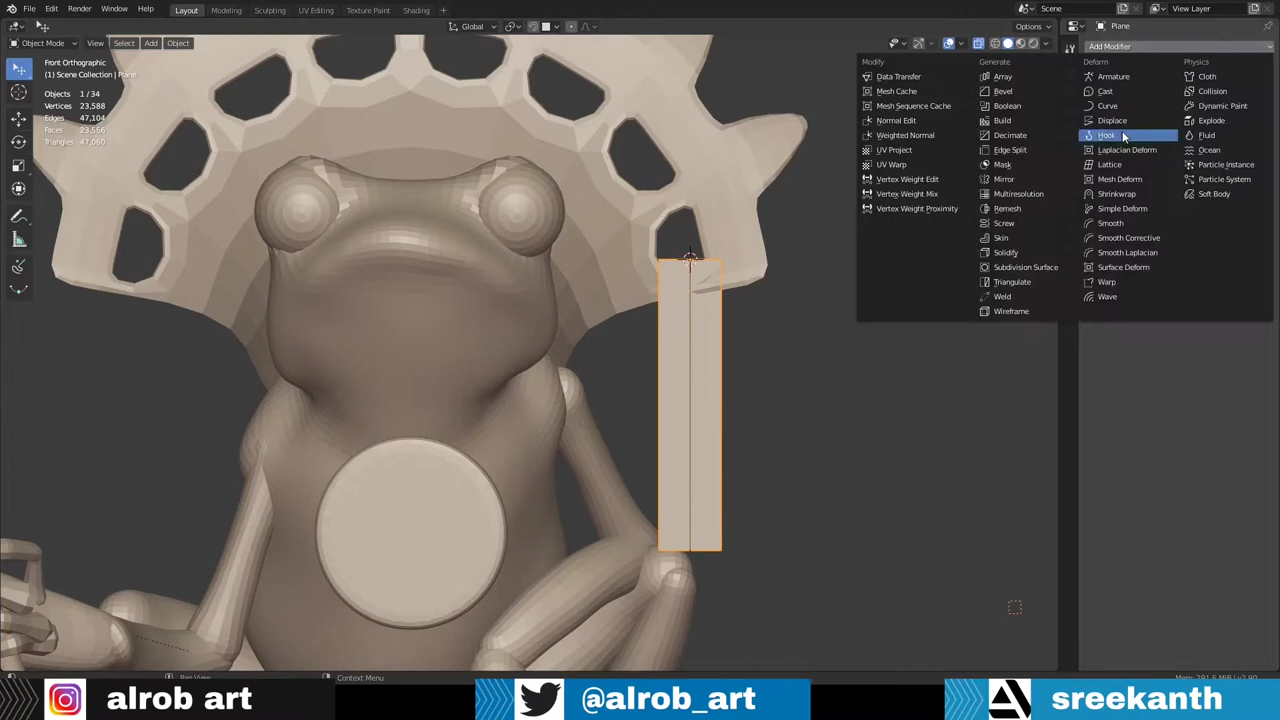 File Edit Render Window Help Layout Modeling Sculpting UV Editing Texture Paint Shading + Scene View Layer
Global Options Plane
Object Mode View Select Add Object Add Modifier
Front Orthographic
(1) Scene Collection | Plane
Objects 1 / 34
Vertices 23,588
Edges 47,104
Faces 23,566
Triangles 47,060
Modify
Data Transfer
Mesh Cache
Mesh Sequence Cache
Normal Edit
Weighted Normal
UV Project
UV Warp
Vertex Weight Edit
Vertex Weight Mix
Vertex Weight Proximity
Generate
Array
Bevel
Boolean
Build
Decimate
Edge Split
Mask
Mirror
Multiresolution
Remesh
Screw
Skin
Solidify
Subdivision Surface
Triangulate
Weld
Wireframe
Deform
Armature
Cast
Curve
Displace
Hook
Laplacian Deform
Lattice
Mesh Deform
Shrinkwrap
Simple Deform
Smooth
Smooth Corrective
Smooth Laplacian
Surface Deform
Warp
Wave
Physics
Cloth
Collision
Dynamic Paint
Explode
Fluid
Ocean
Particle Instance
Particle System
Soft Body
Pan View Context Menu
alrob art @alrob_art sreekanth